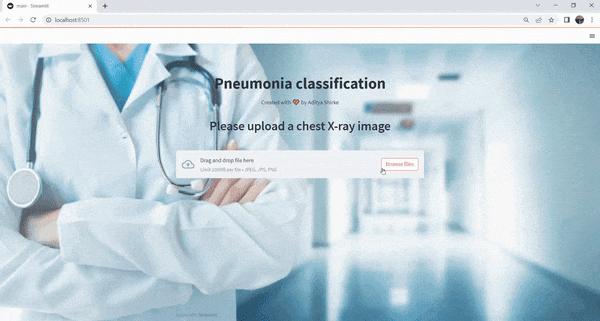 main · Streamlit
localhost:8501
Pneumonia classification
Created with by Aditya Shirke
Please upload a chest X-ray image
Drag and drop file here
Limit 200MB per file • JPEG, JPG, PNG
Browse files
Made with Streamlit